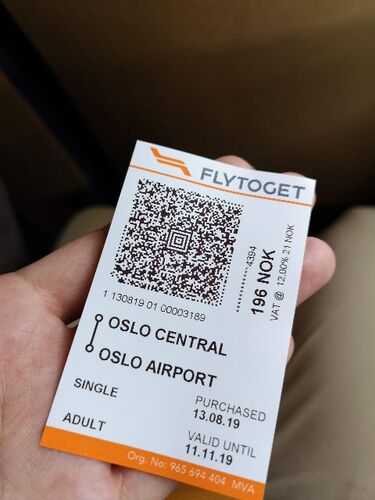 FLYTOGET
************4394
196 NOK
VAT @ 12.00% 21 NOK
1 130819 01 00003189
OSLO CENTRAL
OSLO AIRPORT
SINGLE
PURCHASED
13.08.19
ADULT
VALID UNTIL
11.11.19
Org. No: 965 694 404 MVA